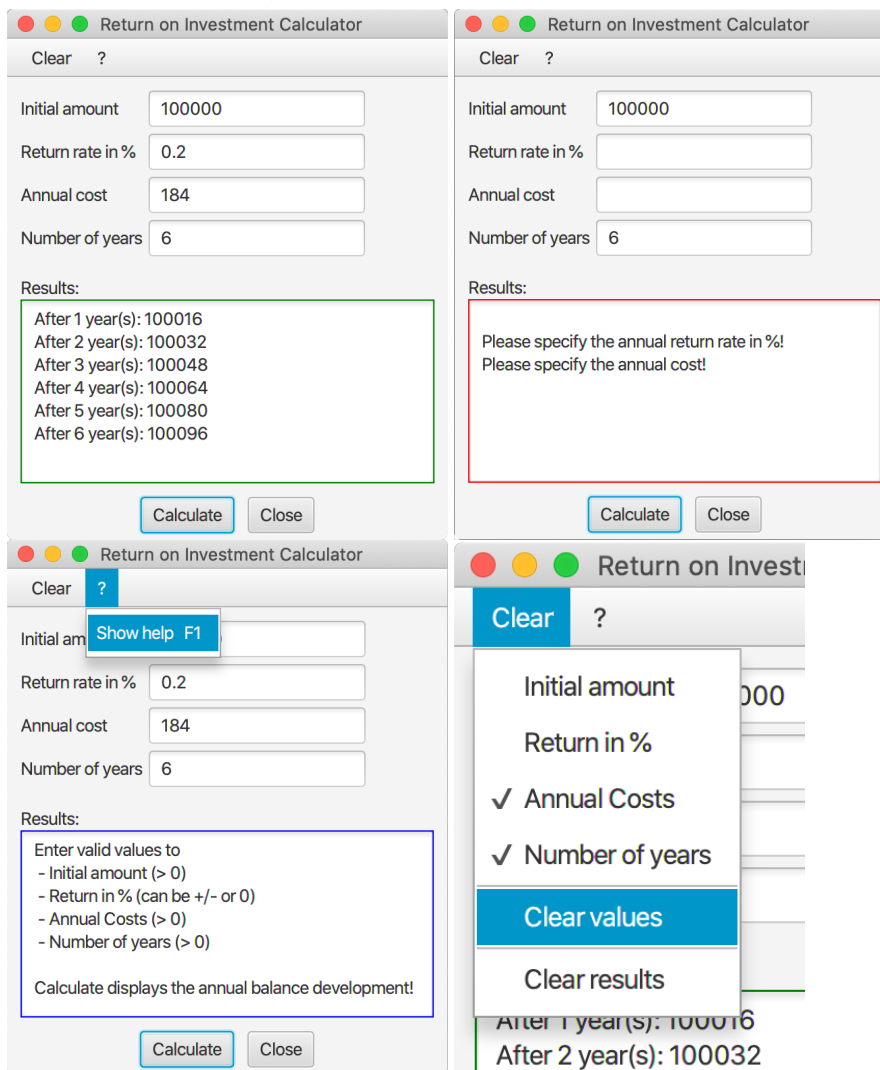 Return on Investment Calculator
Clear ?
Initial amount 100000
Return rate in % 0.2
Annual cost 184
Number of years 6
Results:
After 1 year(s): 100016
After 2 year(s): 100032
After 3 year(s): 100048
After 4 year(s): 100064
After 5 year(s): 100080
After 6 year(s): 100096
Calculate Close
Return on Investment Calculator
Clear ?
Initial amount 100000
Return rate in %
Annual cost
Number of years 6
Results:
Please specify the annual return rate in %!
Please specify the annual cost!
Calculate Close
Return on Investment Calculator
Clear ?
Show help F1
Initial am
Return rate in % 0.2
Annual cost 184
Number of years 6
Results:
Enter valid values to
- Initial amount (> 0)
- Return in % (can be +/- or 0)
- Annual Costs (> 0)
- Number of years (> 0)
Calculate displays the annual balance development!
Calculate Close
Return on Invest
Clear ?
Initial amount 000
Return in %
✓ Annual Costs
✓ Number of years
Clear values
Clear results
After 1 year(s): 100016
After 2 year(s): 100032